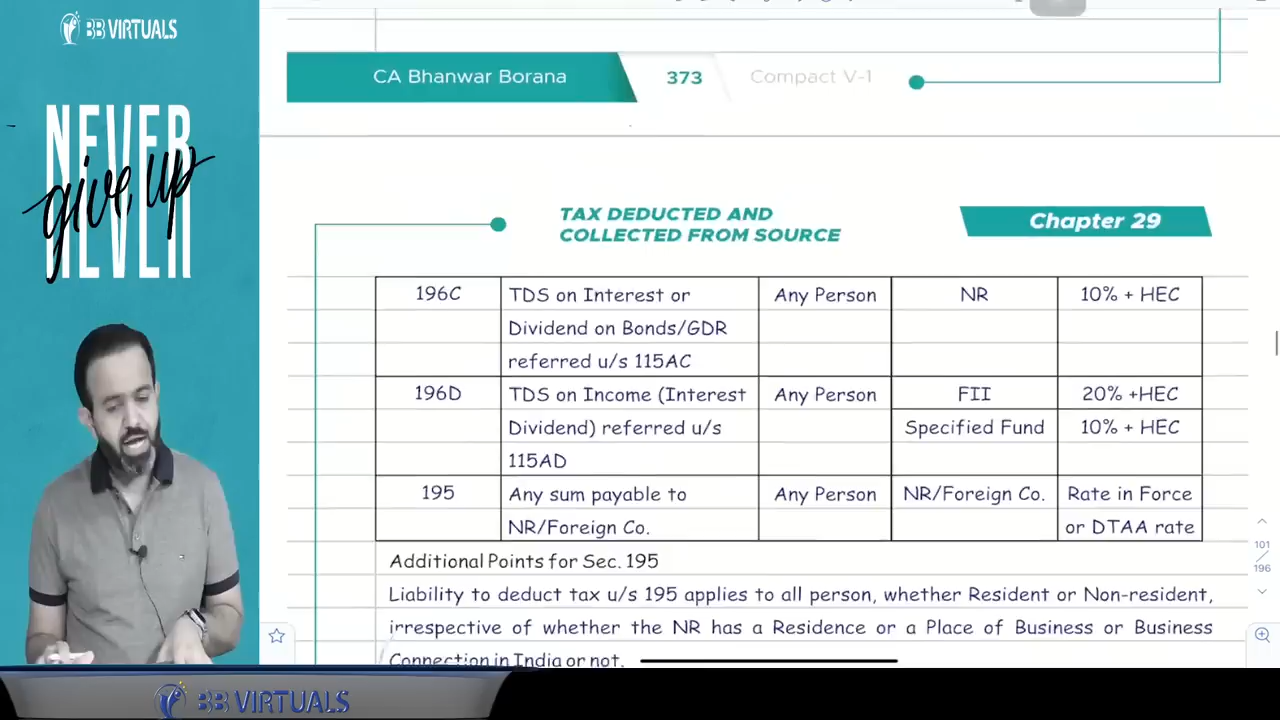 BB VIRTUALS
NEVER
give up
NEVER
CA Bhanwar Borana
373
Compact V-1
TAX DEDUCTED AND
COLLECTED FROM SOURCE
Chapter 29
196C TDS on Interest or Any Person NR 10% + HEC
Dividend on Bonds/GDR
referred u/s 115AC
196D TDS on Income (Interest Any Person FII 20% +HEC
Dividend) referred u/s Specified Fund 10% + HEC
115AD
195 Any sum payable to Any Person NR/Foreign Co. Rate in Force
NR/Foreign Co. or DTAA rate
Additional Points for Sec. 195
Liability to deduct tax u/s 195 applies to all person, whether Resident or Non-resident,
irrespective of whether the NR has a Residence or a Place of Business or Business
Connection in India or not.
101
196
BB VIRTUALS